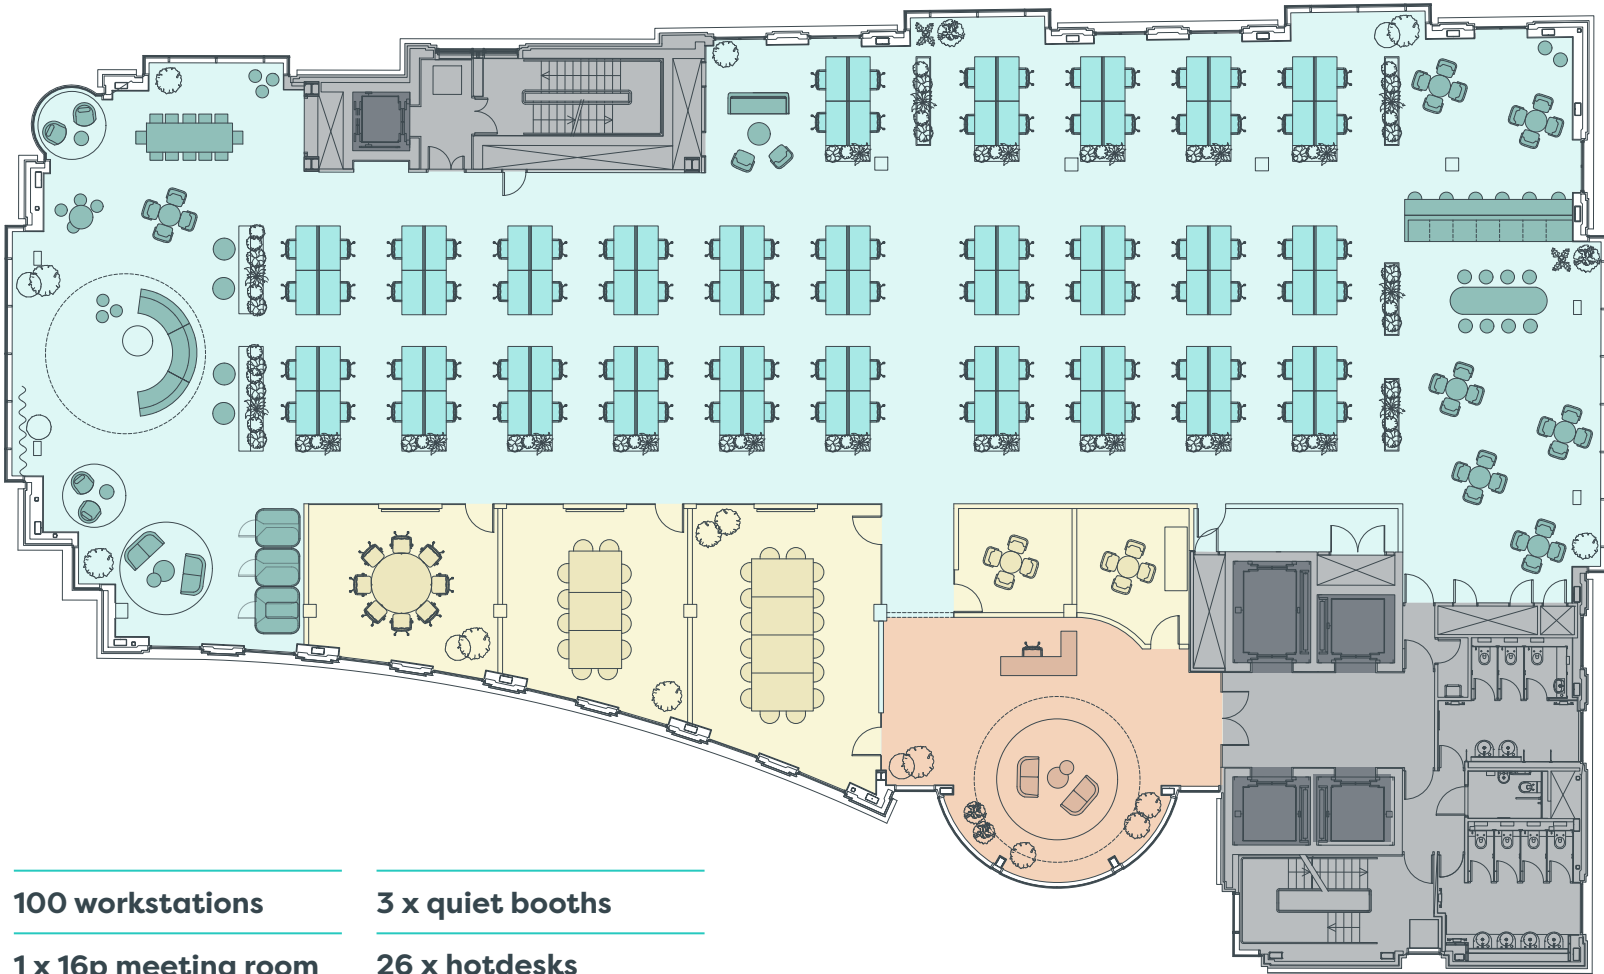 100 workstations
1 x 16p meeting room
3 x quiet booths
26 x hotdesks